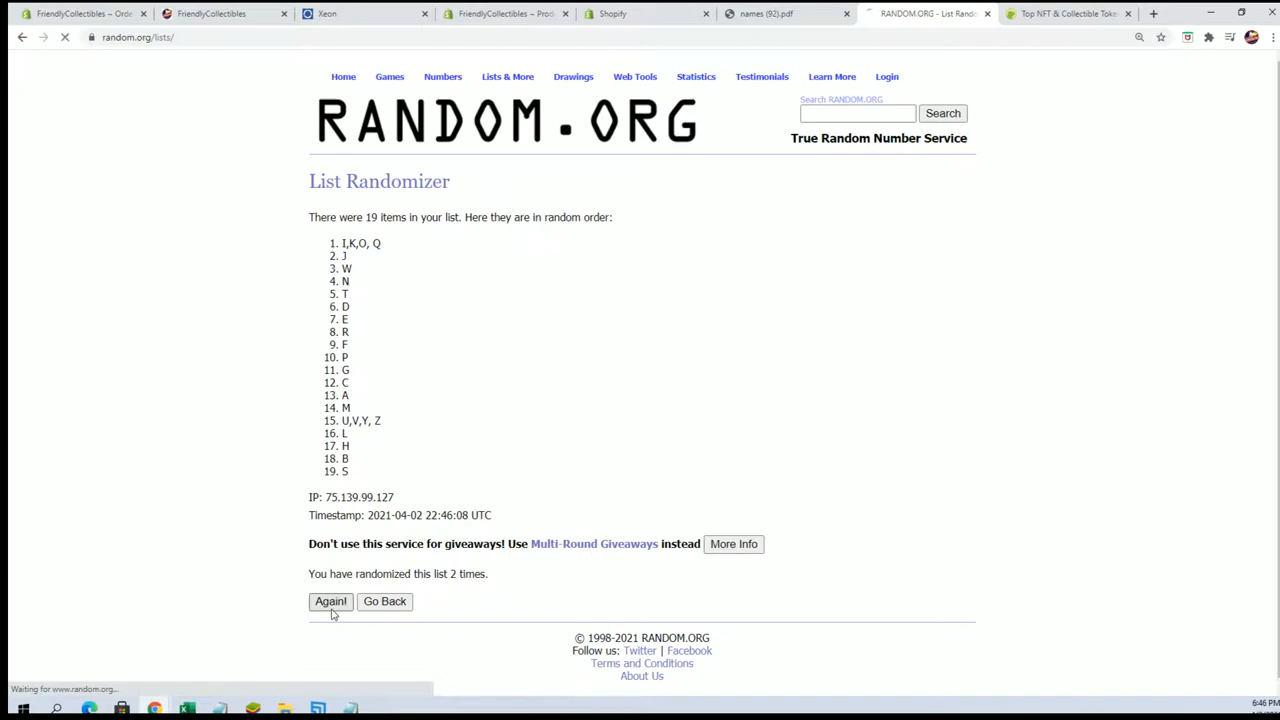 FriendlyCollectibles ~ Orde
FriendlyCollectibles
Xeon
FriendlyCollectibles ~ Prod
Shopify
names (92).pdf
RANDOM.ORG - List Rando
Top NFT & Collectible Toke
random.org/lists/
Home Games Numbers Lists & More Drawings Web Tools Statistics Testimonials Learn More Login
Search RANDOM.ORG
RANDOM.ORG
Search
True Random Number Service
List Randomizer
There were 19 items in your list. Here they are in random order:
1. I,K,O, Q
2. J
3. W
4. N
5. T
6. D
7. E
8. R
9. F
10. P
11. G
12. C
13. A
14. M
15. U,V,Y, Z
16. L
17. H
18. B
19. S
IP: 75.139.99.127
Timestamp: 2021-04-02 22:46:08 UTC
Don't use this service for giveaways! Use Multi-Round Giveaways instead More Info
You have randomized this list 2 times.
Again! Go Back
© 1998-2021 RANDOM.ORG
Follow us: Twitter | Facebook
Terms and Conditions
About Us
Waiting for www.random.org...
6:46 PM